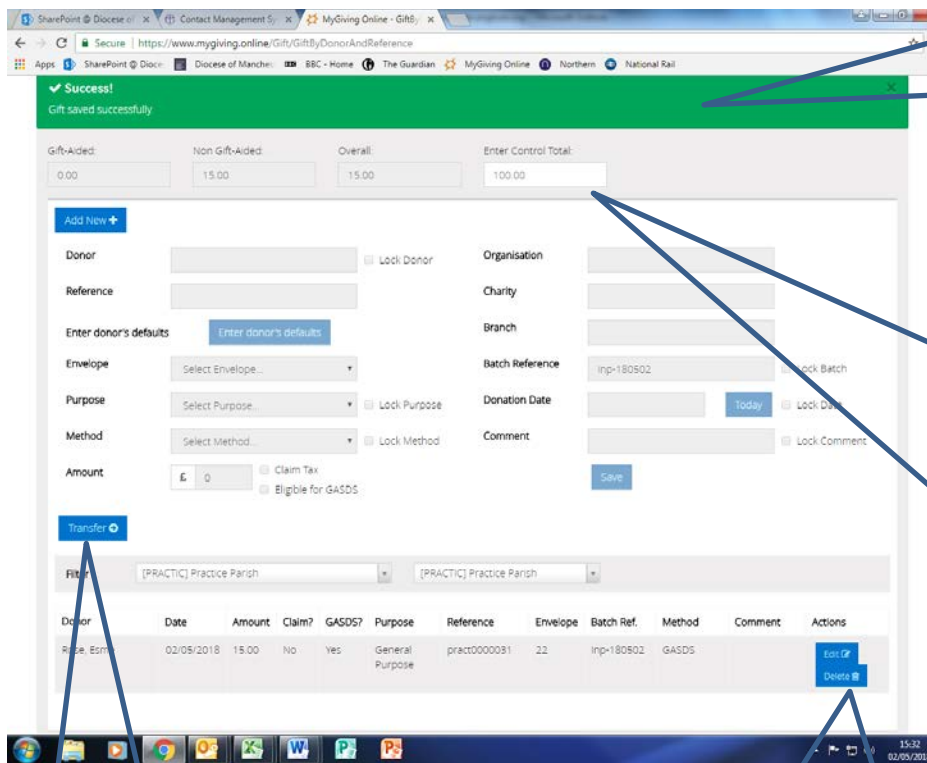 SharePoint @ Diocese of Contact Management Sy MyGiving Online - GiftBy
Secure | https://www.mygiving.online/Gift/GiftByDonorAndReference
Apps SharePoint @ Dioce Diocese of Manches BBC - Home The Guardian MyGiving Online Northern National Rail
Success!
Gift saved successfully
Gift-Aided: Non Gift-Aided: Overall: Enter Control Total:
0.00 15.00 15.00 100.00
Add New
Donor Lock Donor Organisation
Reference Charity
Enter donor's defaults Enter donor's defaults Branch
Envelope Select Envelope... Batch Reference inp-180502 Lock Batch
Purpose Select Purpose... Lock Purpose Donation Date Today Lock Date
Method Select Method... Lock Method Comment Lock Comment
Amount £ 0 Claim Tax
Eligible for GASDS Save
Transfer
Filter [PRACTIC] Practice Parish [PRACTIC] Practice Parish
Donor Date Amount Claim? GASDS? Purpose Reference Envelope Batch Ref. Method Comment Actions
02/05/2018 15.00 No Yes General Purpose pract0000031 22 inp-180502 GASDS Edit
Delete
15:32